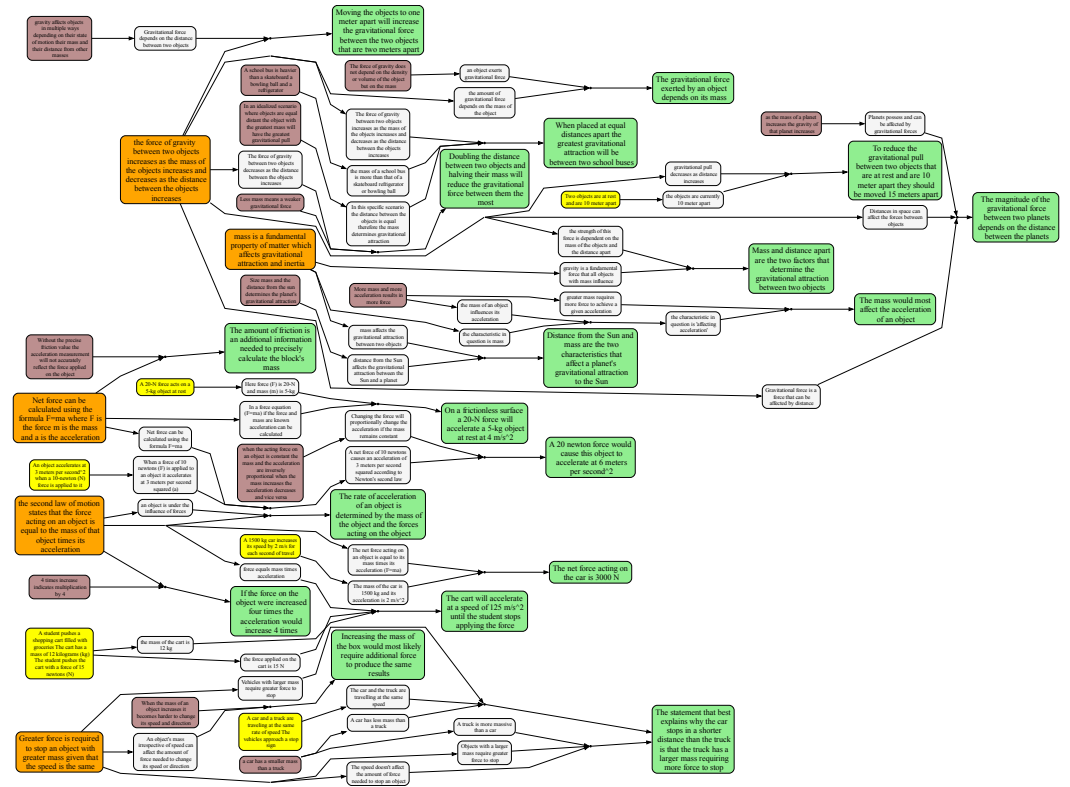 gravity affects objects
in multiple ways
depending on their state
of motion their mass and
their distance from other
masses
Gravitational force
depends on the distance
between two objects
Moving the objects to one
meter apart will increase
the gravitational force
between the two objects
that are two meters apart
A school bus is heavier
than a skateboard a
bowling ball and a
refrigerator
The force of gravity does
not depend on the density
or volume of the object
but on the mass
an object exerts
gravitational force
the amount of
gravitational force
depends on the mass of
the object
The gravitational force
exerted by an object
depends on its mass
In an idealised scenario
where objects are equal
distant the object with
the greatest mass will
have the greatest
gravitational pull
The force of gravity
between two objects
increases as the mass of
the objects increases and
decreases as the distance
between the objects
increases
When placed at equal
distances apart the
greatest gravitational
attraction will be
between two school buses
as the mass of a planet
increases the gravity of
that planet increases
Planets possess and can
be affected by
gravitational forces
the force of gravity
between two objects
increases as the mass of
the objects increases and
decreases as the distance
between the objects
increases
The force of gravity
between two objects
decreases as the distance
between the objects
increases
the mass of a school bus
is more than that of a
skateboard refrigerator
or bowling ball
Doubling the distance
between two objects and
halving their mass will
reduce the gravitational
force between them the
most
gravitational pull
decreases as distance
increases
Two objects are at rest
and are 10 meter apart
the objects are currently
10 meter apart
To reduce the
gravitational pull
between two objects that
are at rest and are 10
meter apart they should
be moved 15 meters apart
Less mass means a weaker
gravitational force
In this specific scenario
the distance between the
objects is equal
therefore the mass
determines gravitational
attraction
Distances in space can
affect the forces between
objects
The magnitude of the
gravitational force
between two planets
depends on the distance
between the planets
mass is a fundamental
property of matter which
affects gravitational
attraction and inertia
the strength of this
force is dependent on the
mass of the objects and
the distance apart
gravity is a fundamental
force that all objects
with mass influence
Mass and distance apart
are the two factors that
determine the
gravitational attraction
between two objects
Size mass and the
distance from the sun
determines the planet's
gravitational attraction
More mass and more
acceleration results in
more force
the mass of an object
influences its
acceleration
greater mass requires
more force to achieve a
given acceleration
the characteristic in
question is 'affecting
acceleration'
The mass would most
affect the acceleration
of an object
mass affects the
gravitational attraction
between two objects
the characteristic in
question is mass
distance from the Sun
affects the gravitational
attraction between the
Sun and a planet
Distance from the Sun and
mass are the two
characteristics that
affect a planet's
gravitational attraction
to the Sun
Gravitational force is a
force that can be
affected by distance
Without the precise
friction value the
acceleration measurement
will not accurately
reflect the force applied
on the object
The amount of friction is
an additional information
needed to precisely
calculate the block's
mass
A 20-N force acts on a
5-kg object at rest
Here force (F) is 20-N
and mass (m) is 5-kg
Net force can be
calculated using the
formula F=ma where F is
the force m is the mass
and a is the acceleration
In a force equation
(F=ma) if the force and
mass are known
acceleration can be
calculated
Changing the force will
proportionally change the
acceleration if the mass
remains constant
On a frictionless surface
a 20-N force will
accelerate a 5-kg object
at rest at 4 m/s^2
Net force can be
calculated using the
formula F=ma
when the acting force on
an object is constant the
mass and the acceleration
are inversely
proportional when the
mass increases the
acceleration decreases
and vice versa
A net force of 10 newtons
causes an acceleration of
3 meters per second
squared according to
Newton's second law
A 20 newton force would
cause this object to
accelerate at 6 meters
per second^2
An object accelerates at
3 meters per second^2
when a 10-newton (N)
force is applied to it
When a force of 10
newtons (F) is applied to
an object it accelerates
at 3 meters per second
squared (a)
the second law of motion
states that the force
acting on an object is
equal to the mass of that
object times its
acceleration
an object is under the
influence of forces
The rate of acceleration
of an object is
determined by the mass of
the object and the forces
acting on the object
A 1500 kg car increases
its speed by 2 m/s for
each second of travel
The net force acting on
an object is equal to its
mass times its
acceleration (F=ma)
force equals mass times
acceleration
The mass of the car is
1500 kg and its
acceleration is 2 m/s^2
The net force acting on
the car is 3000 N
4 times increase
indicates multiplication
by 4
If the force on the
object were increased
four times the
acceleration would
increase 4 times
The cart will accelerate
at a speed of 125 m/s^2
until the student stops
applying the force
A student pushes a
shopping cart filled with
groceries The cart has a
mass of 12 kilograms (kg)
The student pushes the
cart with a force of 15
newtons (N)
the mass of the cart is
12 kg
the force applied on the
cart is 15 N
Increasing the mass of
the box would most likely
require additional force
to produce the same
results
Vehicles with larger mass
require greater force to
stop
When the mass of an
object increases it
becomes harder to change
its speed and direction
The car and the truck are
travelling at the same
speed
A car and a truck are
traveling at the same
rate of speed The
vehicles approach a stop
sign
A car has less mass than
a truck
A truck is more massive
than a car
Greater force is required
to stop an object with
greater mass given that
the speed is the same
An object's mass
irrespective of speed can
affect the amount of
force needed to change
its speed or direction
a car has a smaller mass
than a truck
Objects with a larger
mass require greater
force to stop
The speed doesn't affect
the amount of force
needed to stop an object
The statement that best
explains why the car
stops in a shorter
distance than the truck
is that the truck has a
larger mass requiring
more force to stop